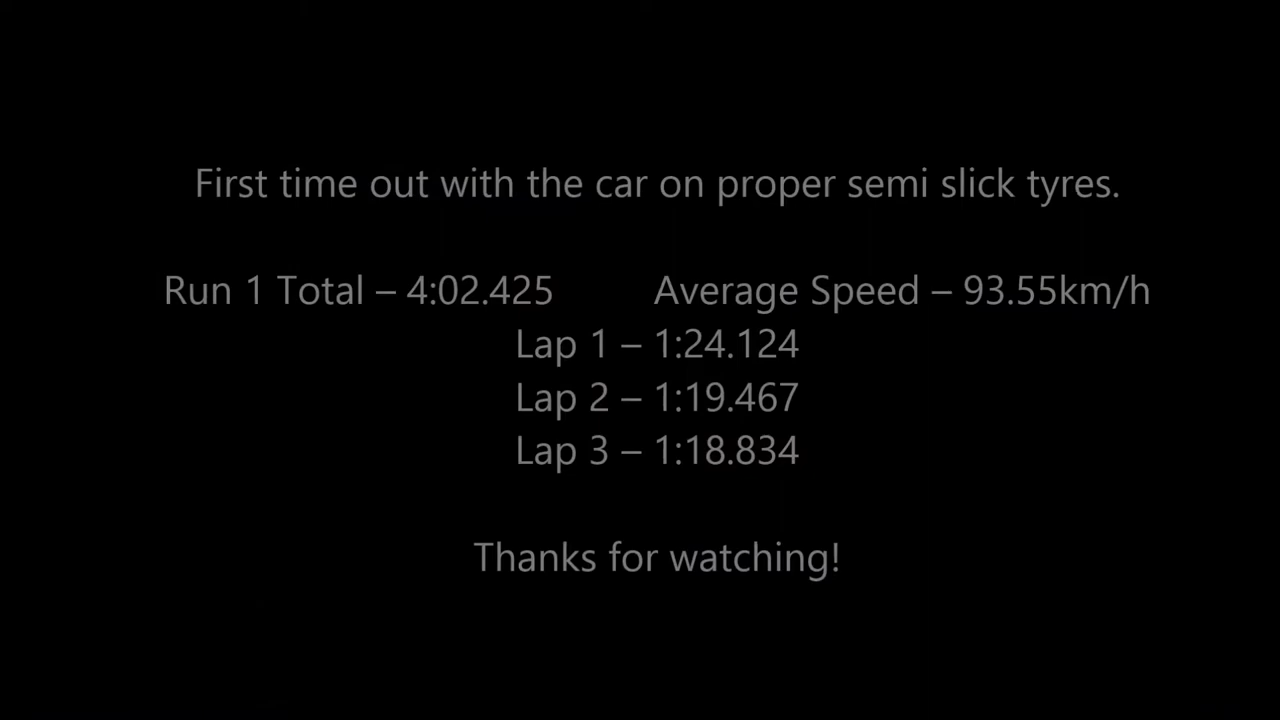 First time out with the car on proper semi slick tyres.
Run 1 Total – 4:02.425 Average Speed – 93.55km/h
Lap 1 – 1:24.124
Lap 2 – 1:19.467
Lap 3 – 1:18.834
Thanks for watching!